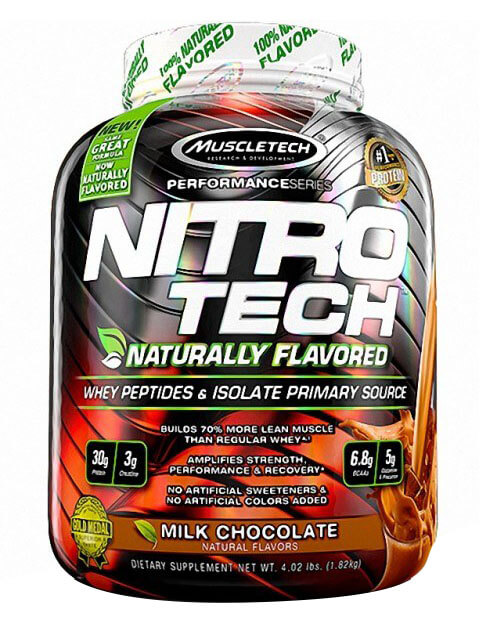 100% NATURALLY
FLAVORED
100% NATURALLY
FLAVORED
NEW!
SAME
GREAT
FORMULA
NOW
NATURALLY
FLAVORED
MUSCLETECH
RESEARCH & DEVELOPMENT
#1
PROTEIN
PERFORMANCESERIES
NITRO
TECH
NATURALLY FLAVORED
WHEY PEPTIDES & ISOLATE PRIMARY SOURCE
BUILDS 70% MORE LEAN MUSCLE
THAN REGULAR WHEY
30g
Protein
3g
Creatine
AMPLIFIES STRENGTH,
PERFORMANCE & RECOVERY
6.8g
BCAAs
5g
Glutamine
& Precursor
NO ARTIFICIAL SWEETENERS &
NO ARTIFICIAL COLORS ADDED
GOLD MEDAL
MILK CHOCOLATE
NATURAL FLAVORS
DIETARY SUPPLEMENT NET WT. 4.02 lbs. (1.82kg)